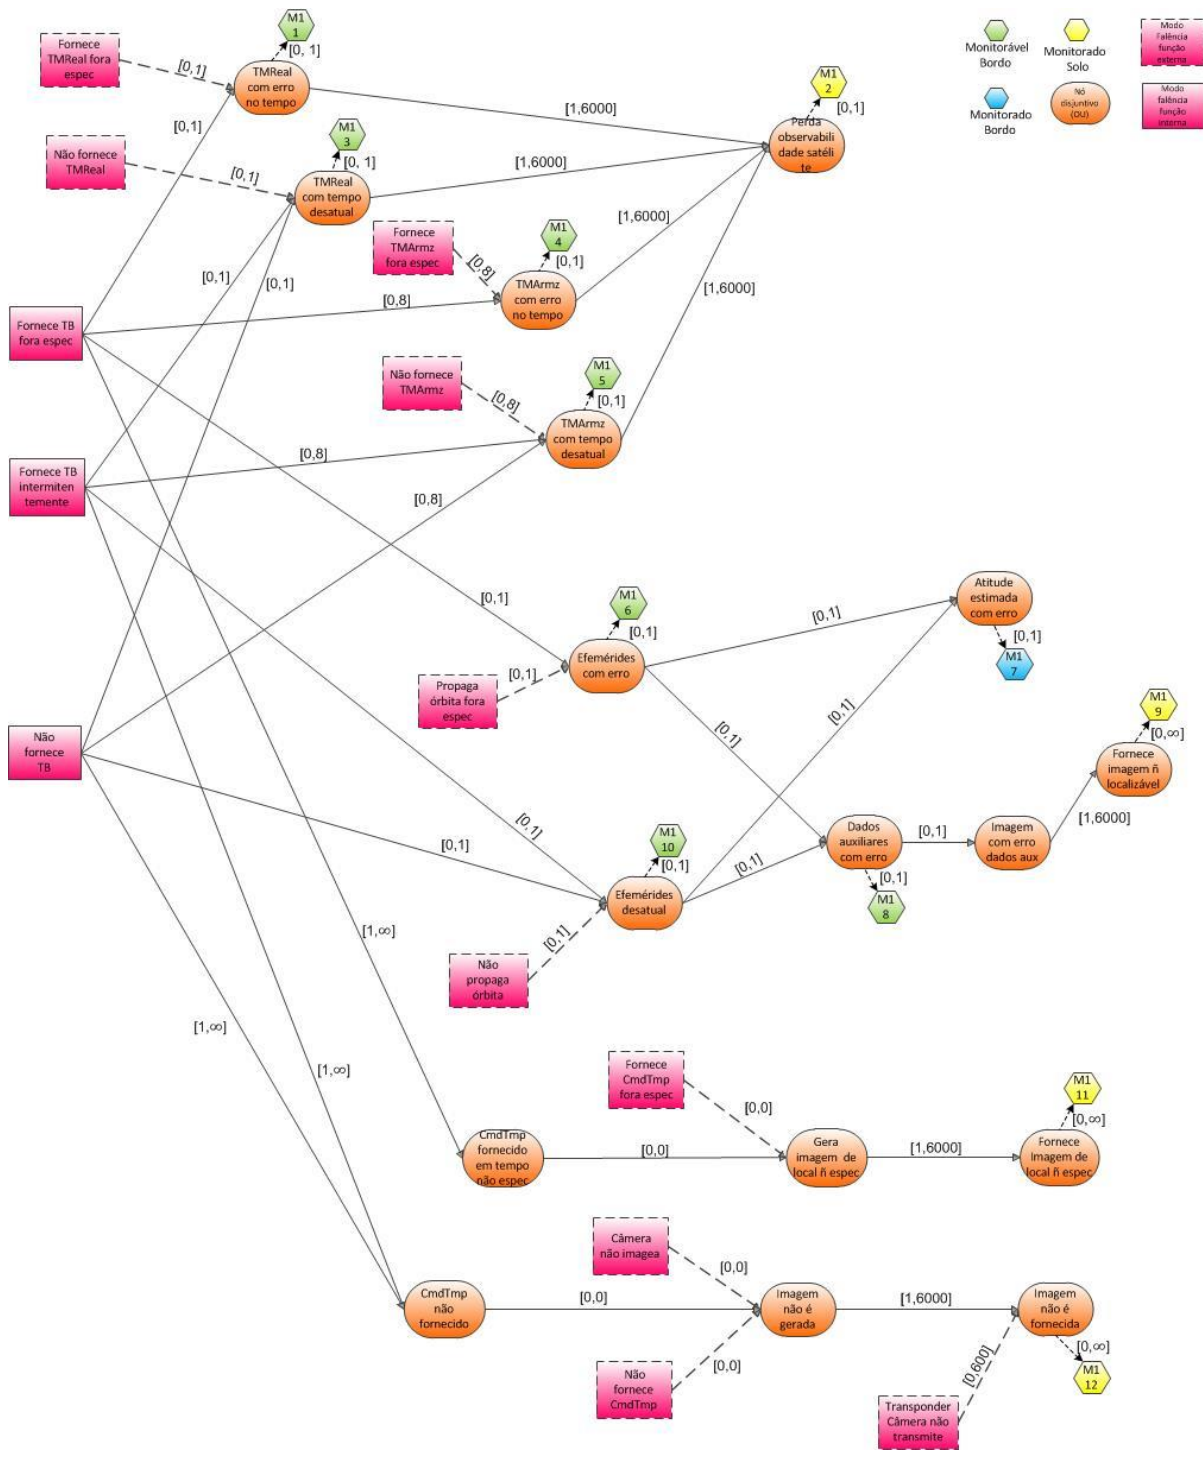 M1
1
[0, 1]
Fornece
TMReal fora
espec
[0,1]
TMReal
com erro
no tempo
[0,1]
[1,6000]
M1
2
[0,1]
Perda
observabili
dade satéli
te
Monitorável
Bordo
Monitorado
Solo
Modo
Falência
função
externa
Monitorado
Bordo
Nó
disjuntivo
(OU)
Modo
falência
função
interna
M1
3
[0, 1]
Não fornece
TMReal
[0,1]
TMReal
com tempo
desatual
[1,6000]
Fornece
TMArmz
fora espec
[0,8]
M1
4
[0,1]
TMArmz
com erro
no tempo
[1,6000]
[0,1]
[0,1]
[0,8]
[1,6000]
Fornece TB
fora espec
Não fornece
TMArmz
[0,8]
M1
5
[0,1]
TMArmz
com tempo
desatual
Fornece TB
intermiten
temente
[0,8]
[0,8]
[0,1]
M1
6
[0,1]
Efemérides
com erro
[0,1]
Propaga
órbita fora
espec
[0,1]
Atitude
estimada
com erro
[0,1]
M1
7
[0,1]
[0,1]
M1
9
[0,∞]
Fornece
imagem ñ
localizável
[1,6000]
Não
fornece
TB
[0,1]
[0,1]
M1
10
[0,1]
Efemérides
desatual
[0,1]
Dados
auxiliares
com erro
[0,1]
Imagem
com erro
dados aux
[0,1]
M1
8
[0,1]
Não
propaga
órbita
[1,∞]
[1,∞]
[1,∞]
Fornece
CmdTmp
fora espec
[0,0]
M1
11
[0,∞]
CmdTmp
fornecido
em tempo
não espec
[0,0]
Gera
imagem de
local ñ espec
[1,6000]
Fornece
Imagem de
local ñ espec
Câmera
não imagea
[0,0]
CmdTmp
não
fornecido
[0,0]
Imagem
não é
gerada
[1,6000]
Imagem
não é
fornecida
[0,0]
Não
fornece
CmdTmp
[0,600]
[0,∞]
M1
12
Transponder
Câmera não
transmite